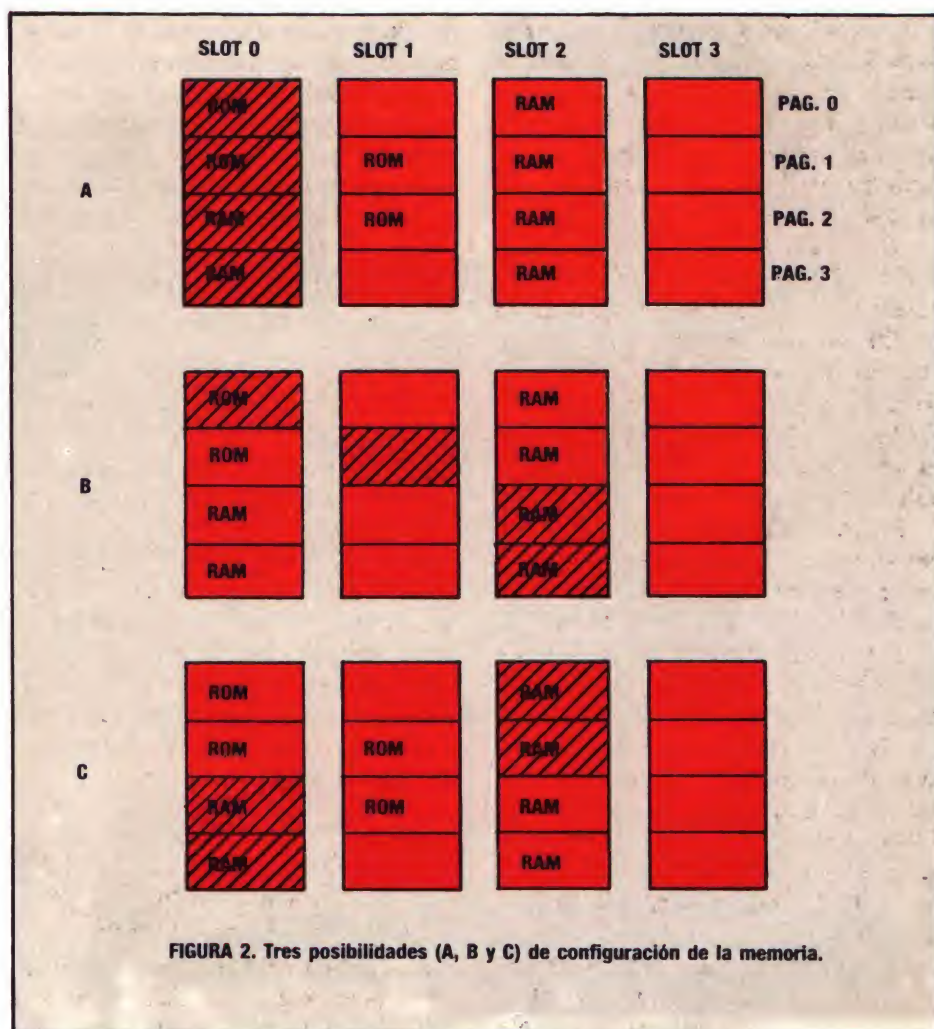 SLOT 0 SLOT 1 SLOT 2 SLOT 3
ROM RAM PAG. 0
ROM ROM RAM PAG. 1
A
RAM ROM RAM PAG. 2
RAM RAM PAG. 3
ROM RAM
ROM RAM
B
RAM RAM
RAM RAM
ROM RAM
ROM ROM RAM
C
RAM ROM RAM
RAM RAM
FIGURA 2. Tres posibilidades (A, B y C) de configuración de la memoria.